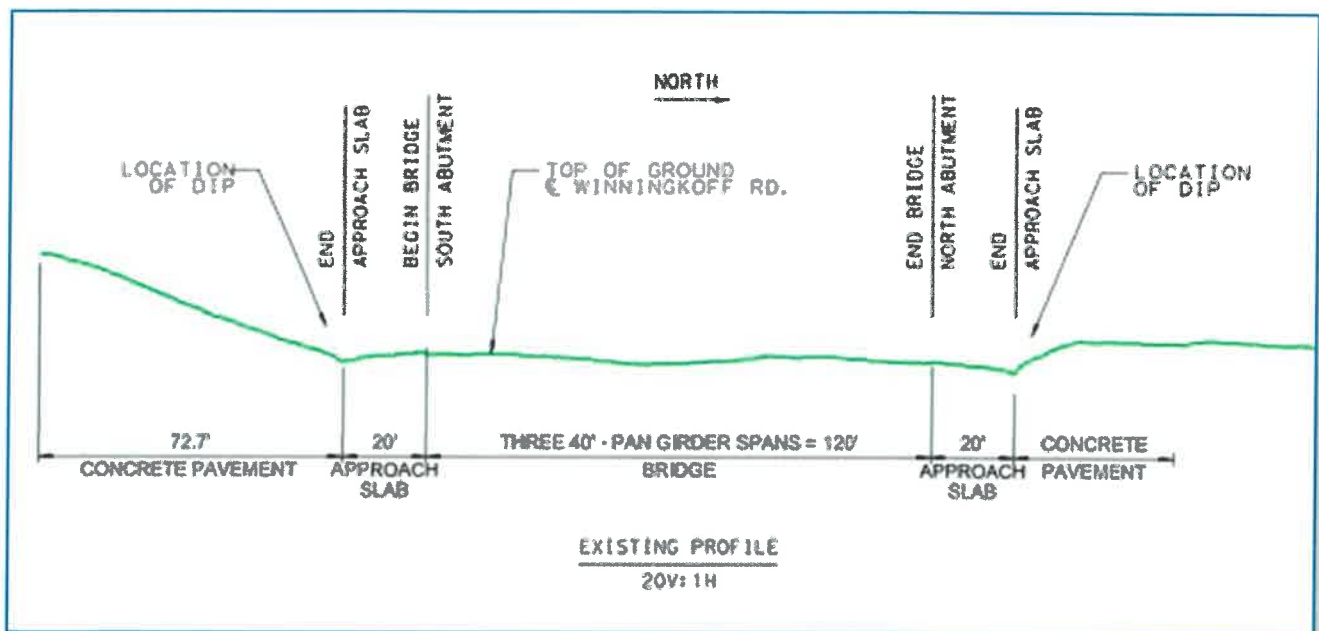 NORTH
LOCATION
OF DIP
END
APPROACH SLAB
BEGIN BRIDGE
SOUTH ABUTMENT
TOP OF GROUND
℄ WINNINGKOFF RD.
END BRIDGE
NORTH ABUTMENT
END
APPROACH SLAB
LOCATION
OF DIP
72.7'
CONCRETE PAVEMENT
20'
APPROACH
SLAB
THREE 40' - PAN GIRDER SPANS = 120'
BRIDGE
20'
APPROACH
SLAB
CONCRETE
PAVEMENT
EXISTING PROFILE
20V: 1H